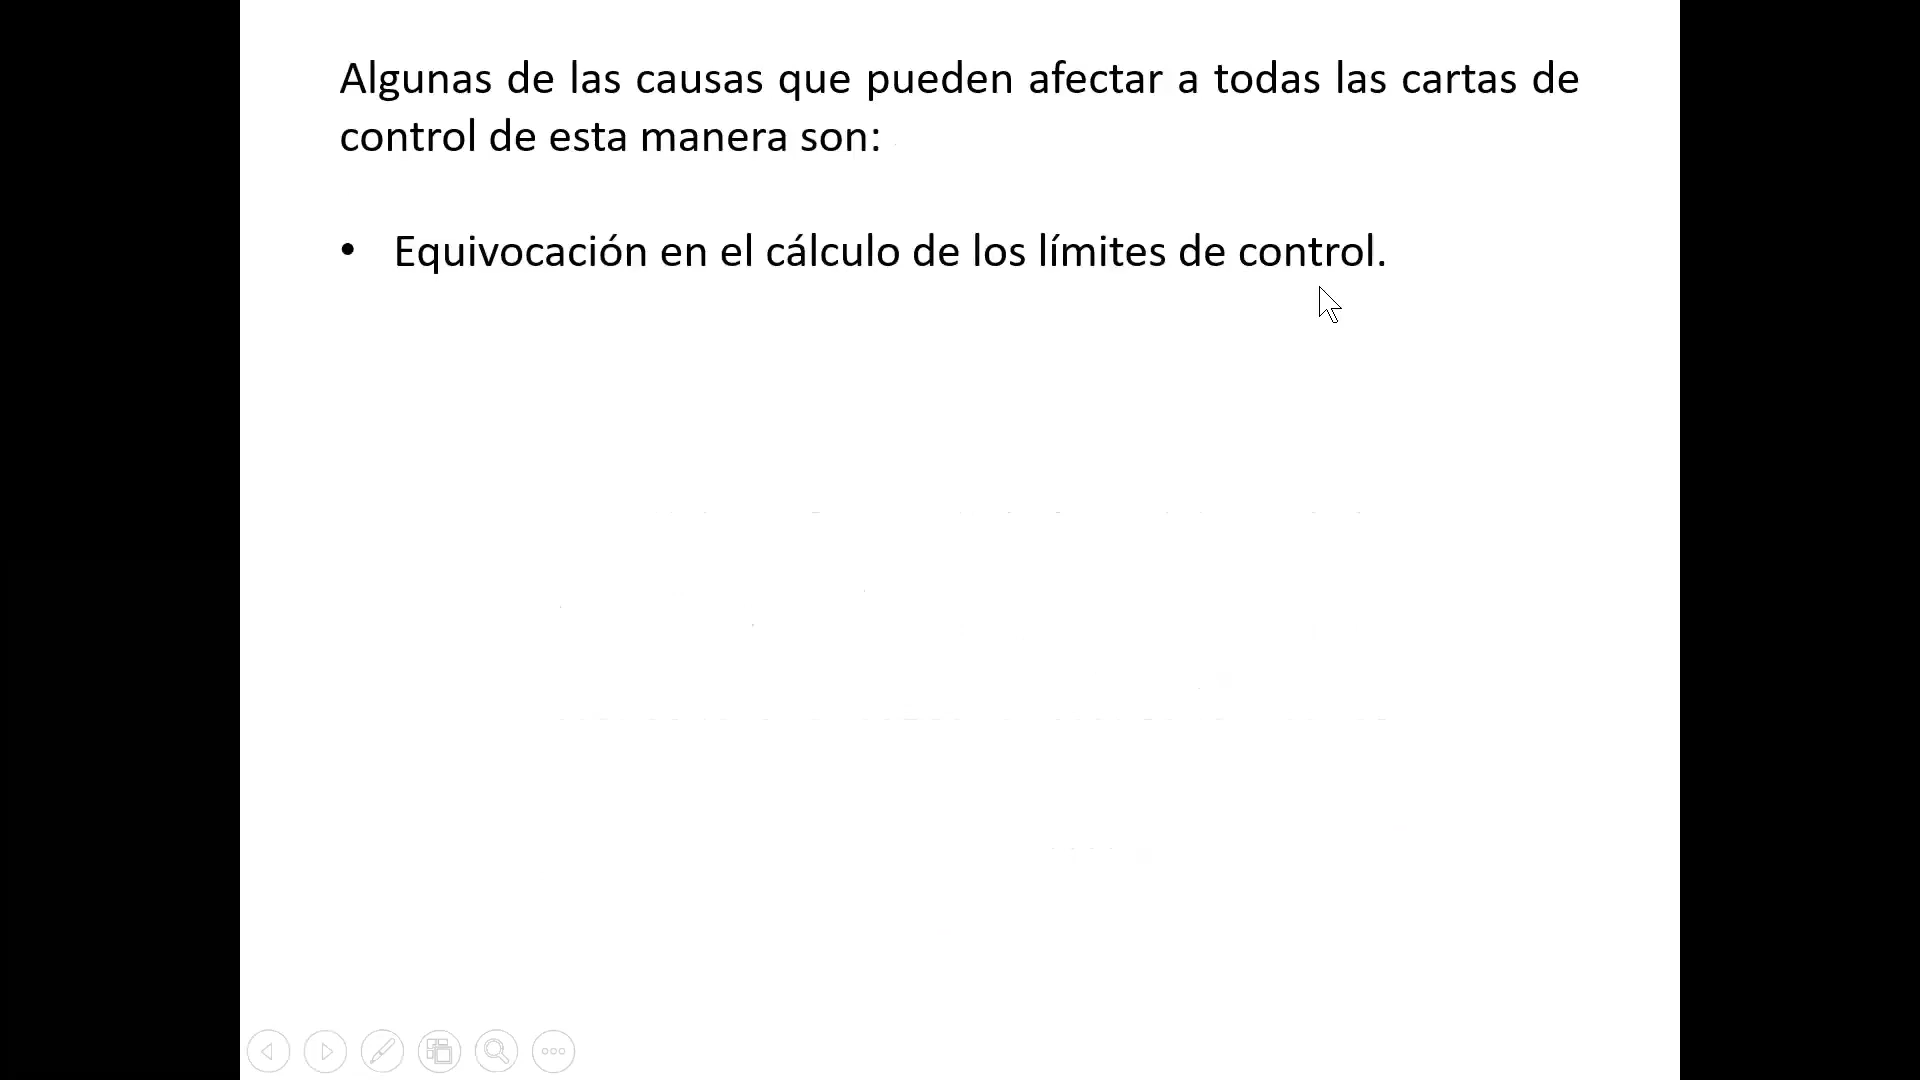 Algunas de las causas que pueden afectar a todas las cartas de
control de esta manera son:
• Equivocación en el cálculo de los límites de control.